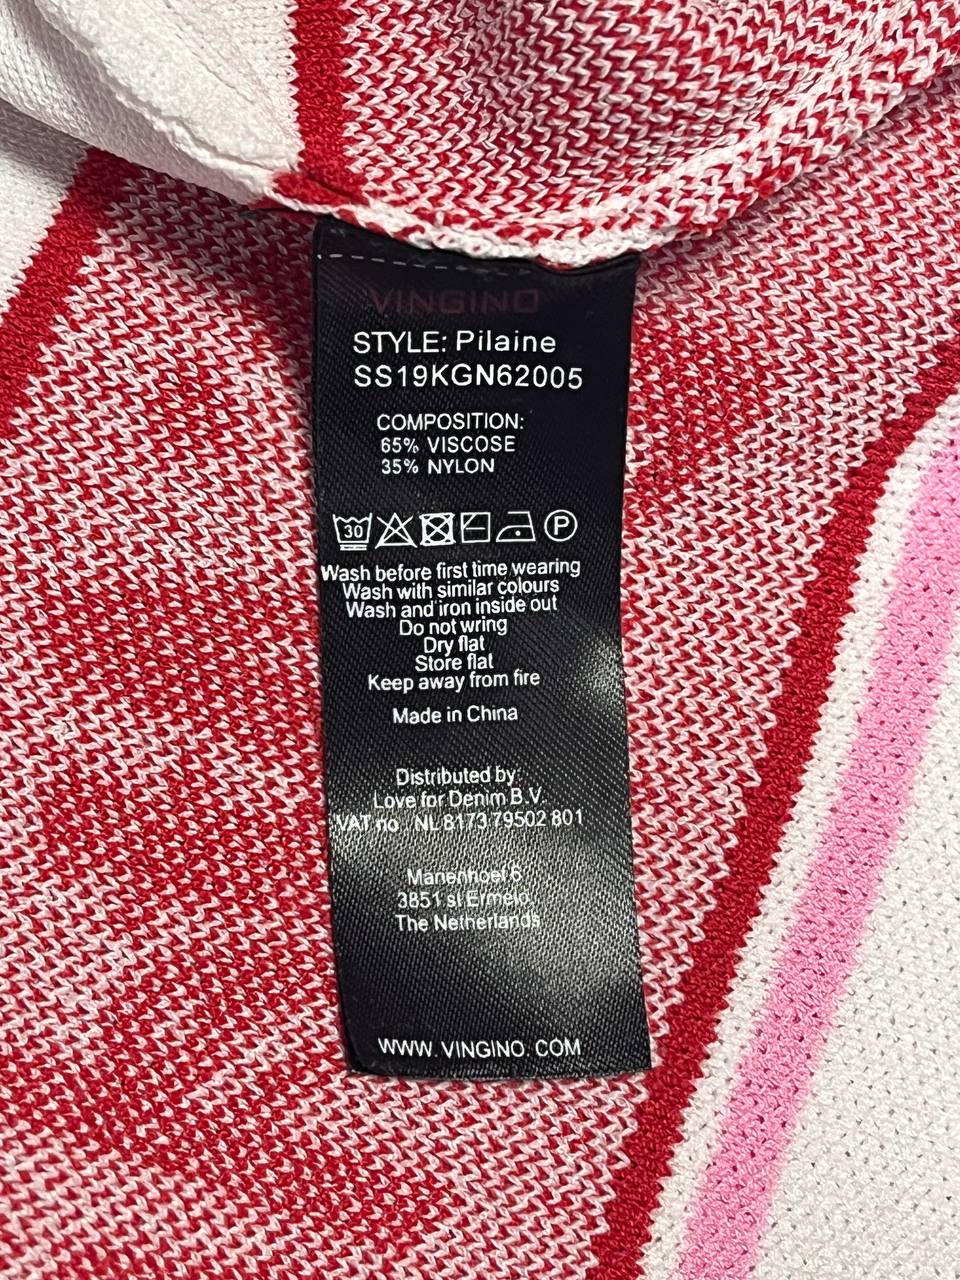 VINGINO
STYLE: Pilaine
SS19KGN62005
COMPOSITION:
65% VISCOSE
35% NYLON
30 P
Wash before first time wearing
Wash with similar colours
Wash and iron inside out
Do not wring
Dry flat
Store flat
Keep away from fire
Made in China
Distributed by:
Love for Denim B.V.
VAT no : NL 8173 79502 801
6
3851 st Ermelo,
The Netherlands
WWW.VINGINO.COM